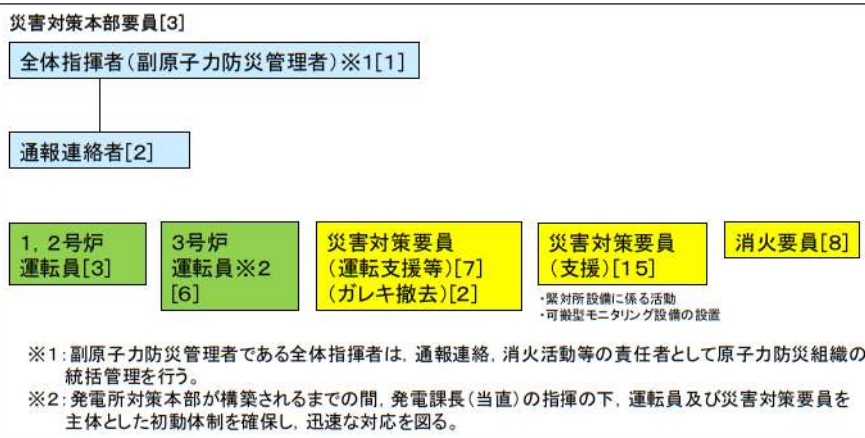 災害対策本部要員[3]
全体指揮者(副原子力防災管理者)※1[1]
通報連絡者[2]
1,2号炉
運転員[3]
3号炉
運転員※2
[6]
災害対策要員
(運転支援等)[7]
(ガレキ撤去)[2]
災害対策要員
(支援)[15]
・緊対所設備に係る活動
・可搬型モニタリング設備の設置
消火要員[8]
※1:副原子力防災管理者である全体指揮者は,通報連絡,消火活動等の責任者として原子力防災組織の
統括管理を行う。
※2:発電所対策本部が構築されるまでの間,発電課長(当直)の指揮の下,運転員及び災害対策要員を
主体とした初動体制を確保し,迅速な対応を図る。